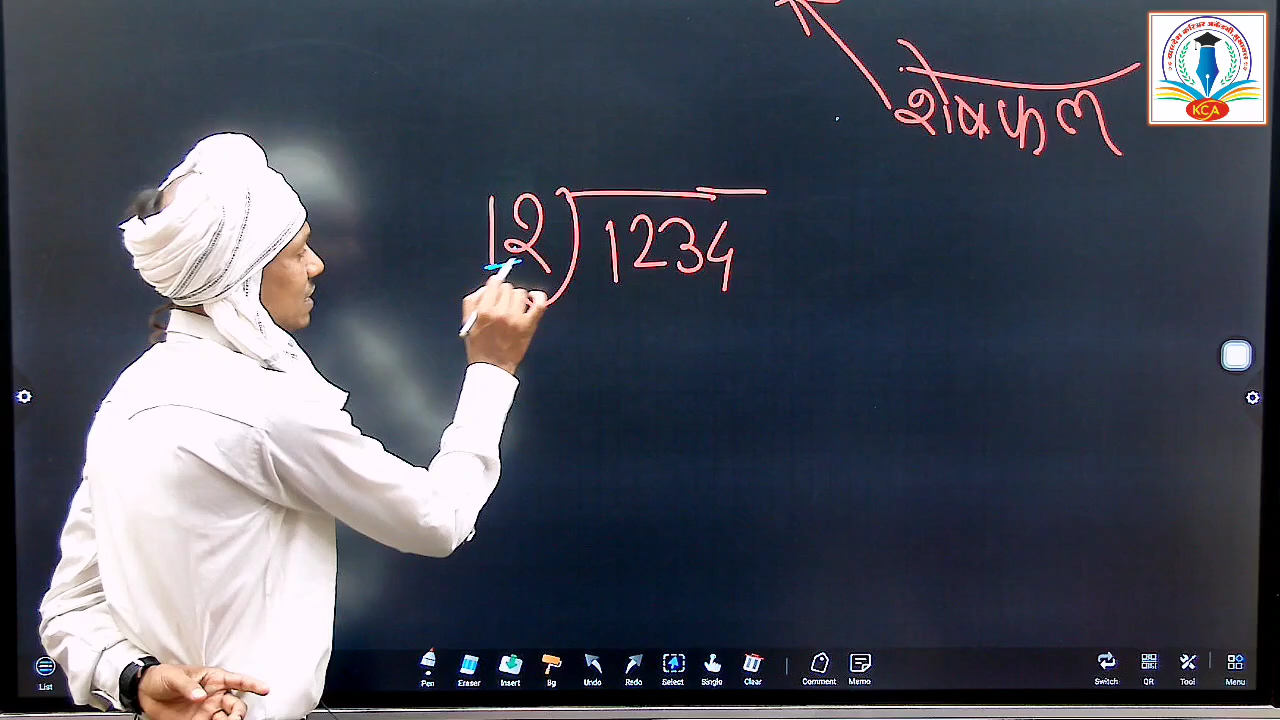 शेषफल
12) 1234
KCA
List
Pen Eraser Insert Bg Undo Redo Select Single Clear Comment Memo
Switch QR Tool Menu